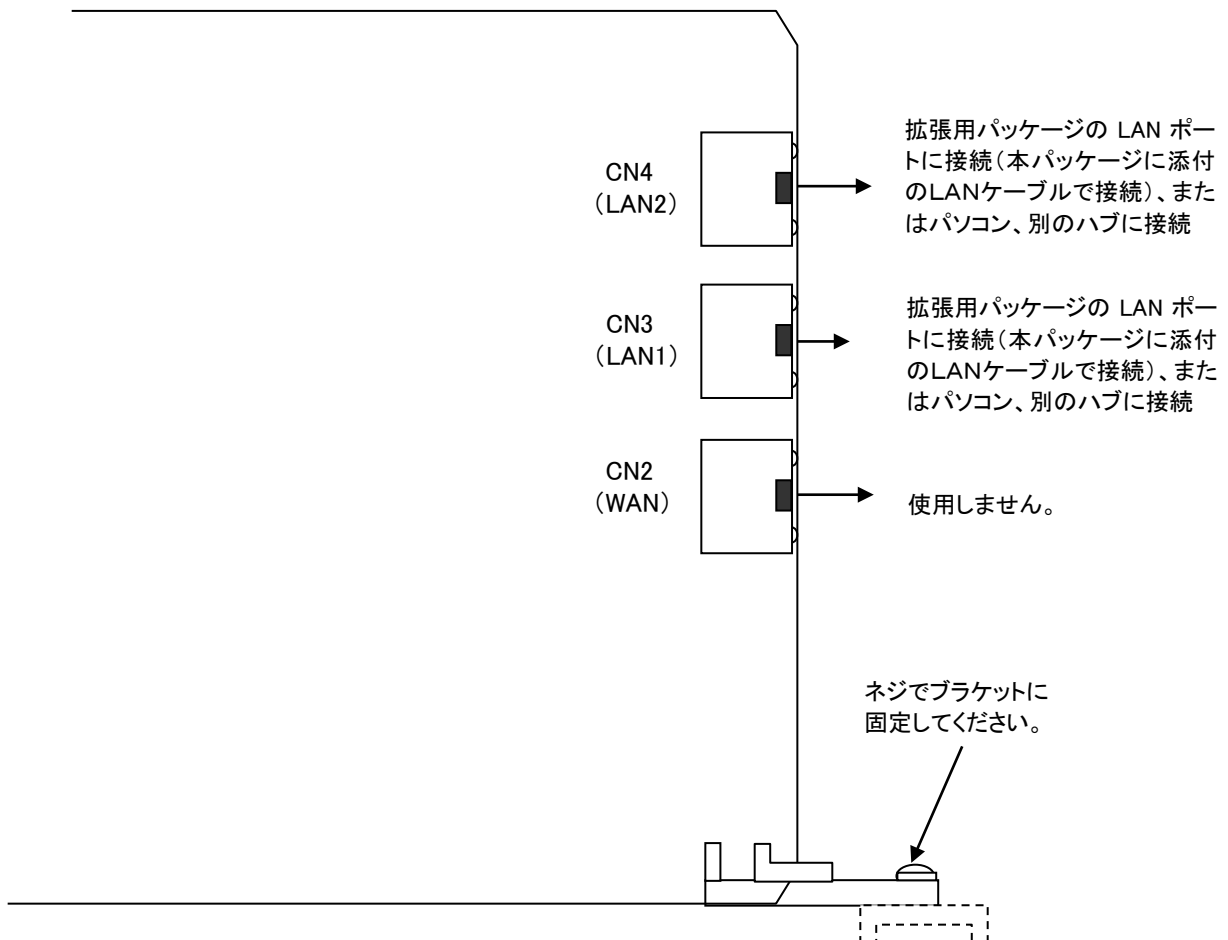 CN4
（LAN2）
拡張用パッケージの LAN ポー
トに接続（本パッケージに添付
のＬＡＮケーブルで接続）、また
はパソコン、別のハブに接続
CN3
（LAN1）
拡張用パッケージの LAN ポー
トに接続（本パッケージに添付
のＬＡＮケーブルで接続）、また
はパソコン、別のハブに接続
CN2
（WAN）
使用しません。
ネジでブラケットに
固定してください。